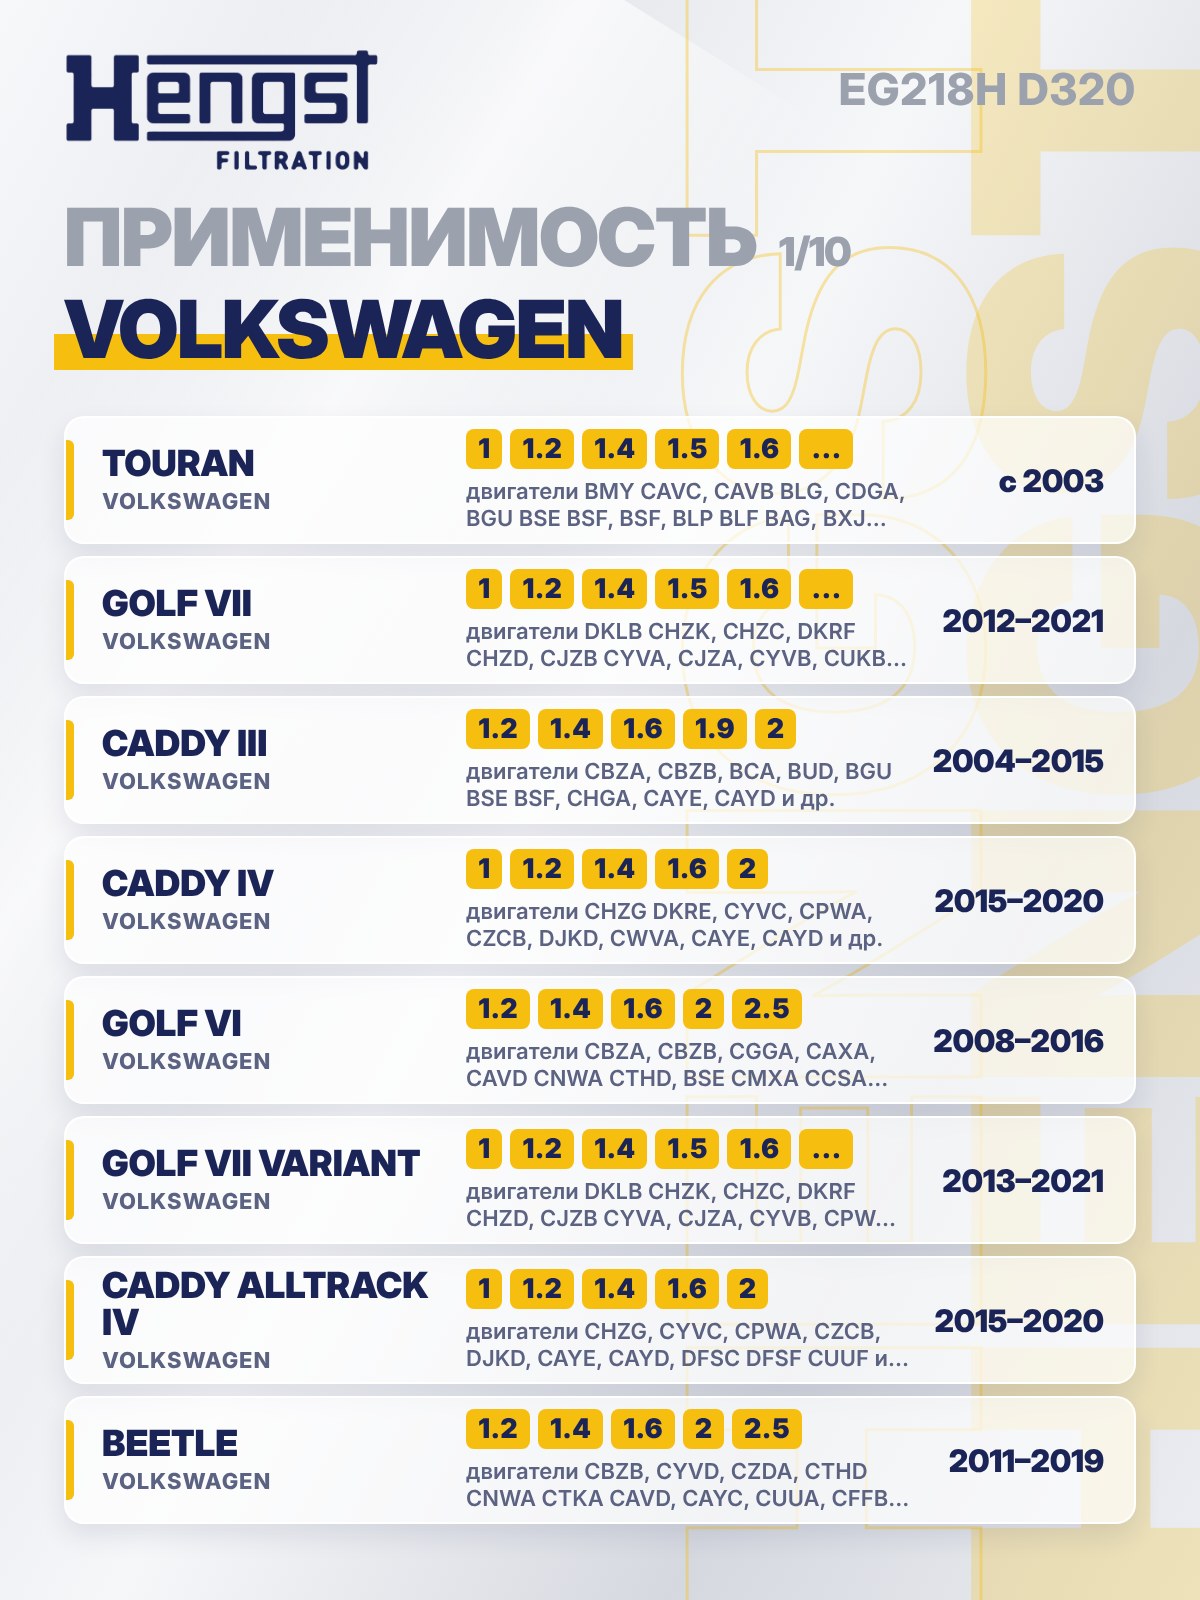 Hengst
FILTRATION
EG218H D320
ПРИМЕНИМОСТЬ 1/10
VOLKSWAGEN
TOURAN
VOLKSWAGEN
1 1.2 1.4 1.5 1.6 ...
двигатели BMY CAVC, CAVB BLG, CDGA,
BGU BSE BSF, BSF, BLP BLF BAG, BXJ...
с 2003
GOLF VII
VOLKSWAGEN
1 1.2 1.4 1.5 1.6 ...
двигатели DKLB CHZK, CHZC, DKRF
CHZD, CJZB CYVA, CJZA, CYVB, CUKB...
2012–2021
CADDY III
VOLKSWAGEN
1.2 1.4 1.6 1.9 2
двигатели CBZA, CBZB, BCA, BUD, BGU
BSE BSF, CHGA, CAYE, CAYD и др.
2004–2015
CADDY IV
VOLKSWAGEN
1 1.2 1.4 1.6 2
двигатели CHZG DKRE, CYVC, CPWA,
CZCB, DJKD, CWVA, CAYE, CAYD и др.
2015–2020
GOLF VI
VOLKSWAGEN
1.2 1.4 1.6 2 2.5
двигатели CBZA, CBZB, CGGA, CAXA,
CAVD CNWA CTHD, BSE CMXA CCSA...
2008–2016
GOLF VII VARIANT
VOLKSWAGEN
1 1.2 1.4 1.5 1.6 ...
двигатели DKLB CHZK, CHZC, DKRF
CHZD, CJZB CYVA, CJZA, CYVB, CPW...
2013–2021
CADDY ALLTRACK
IV
VOLKSWAGEN
1 1.2 1.4 1.6 2
двигатели CHZG, CYVC, CPWA, CZCB,
DJKD, CAYE, CAYD, DFSC DFSF CUUF и...
2015–2020
BEETLE
VOLKSWAGEN
1.2 1.4 1.6 2 2.5
двигатели CBZB, CYVD, CZDA, CTHD
CNWA CTKA CAVD, CAYC, CUUA, CFFB...
2011–2019
HENGST
HENGST